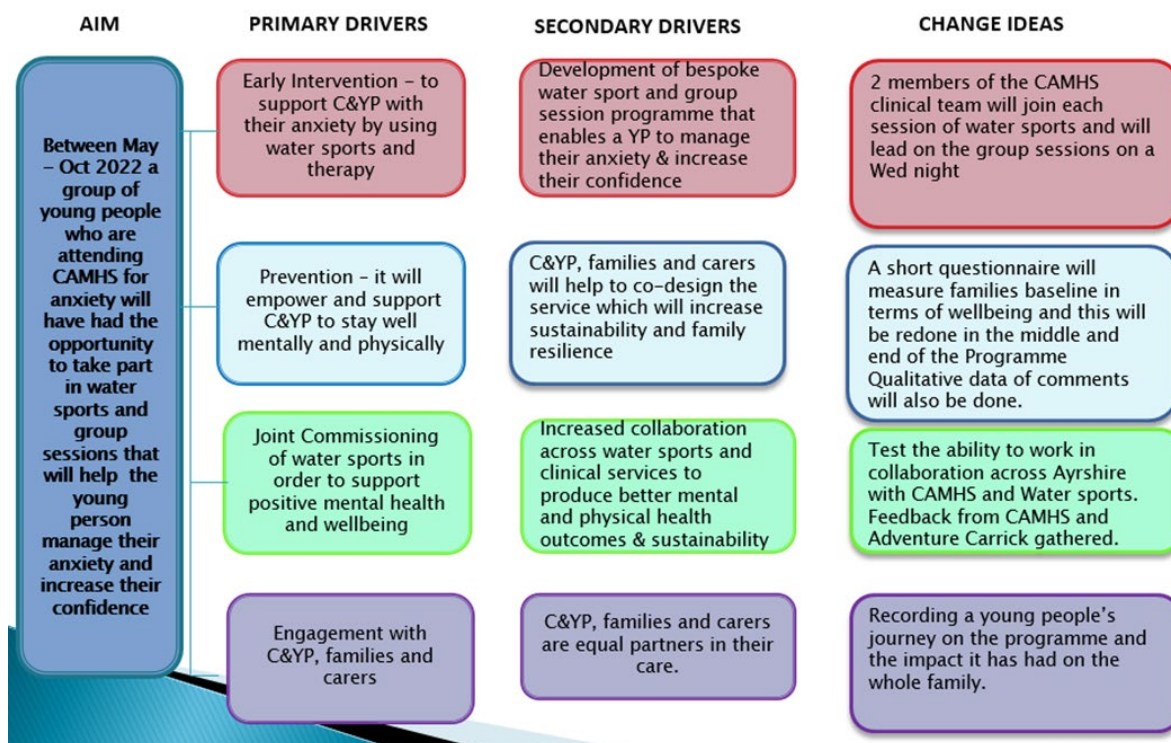 AIM
PRIMARY DRIVERS
SECONDARY DRIVERS
CHANGE IDEAS
Between May
– Oct 2022 a
group of
young people
who are
attending
CAMHS for
anxiety will
have had the
opportunity
to take part
in water
sports and
group
sessions that
will help the
young
person
manage their
anxiety and
increase their
confidence
Early Intervention – to
support C&YP with
their anxiety by using
water sports and
therapy
Development of bespoke
water sport and group
session programme that
enables a YP to manage
their anxiety & increase
their confidence
2 members of the CAMHS
clinical team will join each
session of water sports and will
lead on the group sessions on a
Wed night
Prevention – it will
empower and support
C&YP to stay well
mentally and physically
C&YP, families and carers
will help to co-design the
service which will increase
sustainability and family
resilience
A short questionnaire will
measure families baseline in
terms of wellbeing and this will
be redone in the middle and
end of the Programme
Qualitative data of comments
will also be done.
Joint Commissioning
of water sports in
order to support
positive mental health
and wellbeing
Increased collaboration
across water sports and
clinical services to
produce better mental
and physical health
outcomes & sustainability
Test the ability to work in
collaboration across Ayrshire
with CAMHS and Water sports.
Feedback from CAMHS and
Adventure Carrick gathered.
Engagement with
C&YP, families and
carers
C&YP, families and carers
are equal partners in their
care.
Recording a young people's
journey on the programme and
the impact it has had on the
whole family.